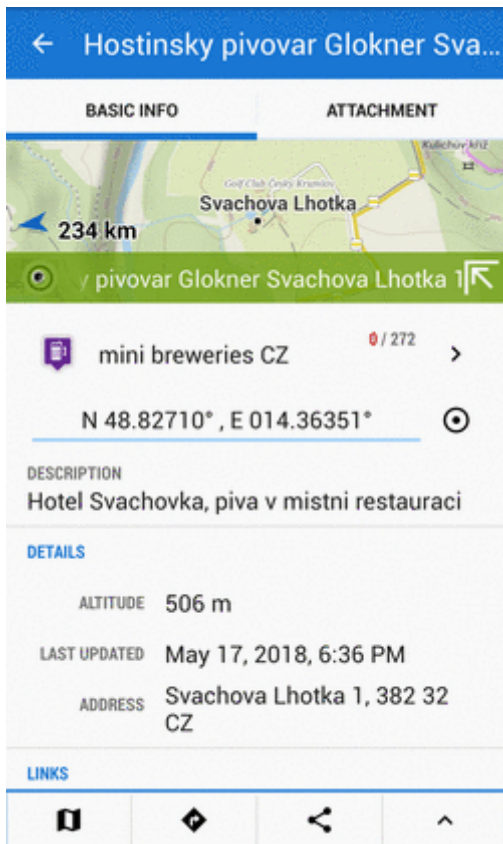 Hostinsky pivovar Glokner Sva...
BASIC INFO
ATTACHMENT
Kulichův kříž
Golf Club Český Krumlov
Svachova Lhotka
234 km
y pivovar Glokner Svachova Lhotka 1
mini breweries CZ
0 / 272
N 48.82710° , E 014.36351°
DESCRIPTION
Hotel Svachovka, piva v mistni restauraci
DETAILS
ALTITUDE 506 m
LAST UPDATED May 17, 2018, 6:36 PM
ADDRESS Svachova Lhotka 1, 382 32
CZ
LINKS